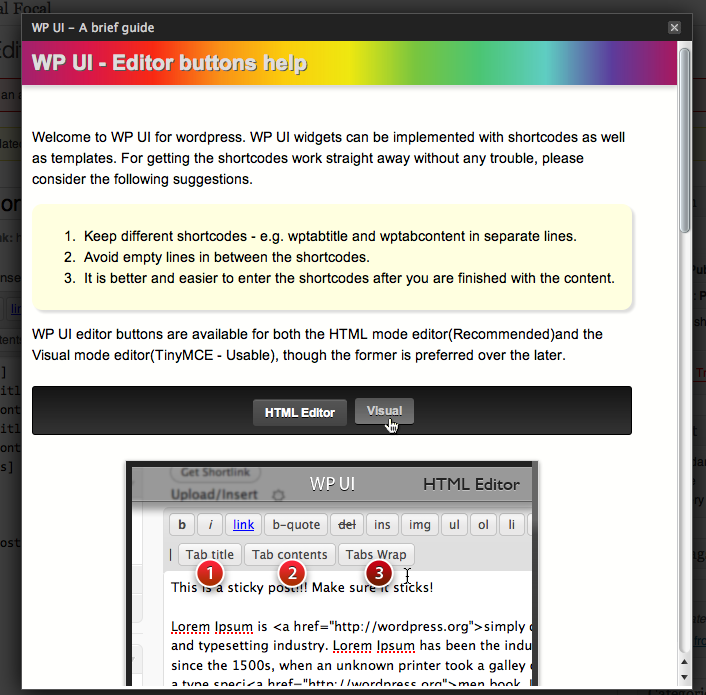 al Focal
WP UI – A brief guide
WP UI - Editor buttons help
Welcome to WP UI for wordpress. WP UI widgets can be implemented with shortcodes as well
as templates. For getting the shortcodes work straight away without any trouble, please
consider the following suggestions.
1. Keep different shortcodes - e.g. wptabtitle and wptabcontent in separate lines.
2. Avoid empty lines in between the shortcodes.
3. It is better and easier to enter the shortcodes after you are finished with the content.
WP UI editor buttons are available for both the HTML mode editor(Recommended)and the
Visual mode editor(TinyMCE - Usable), though the former is preferred over the later.
HTML Editor Visual
Get Shortlink
WP UI HTML Editor
Upload/Insert
b i link b-quote del ins img ul ol li
Tab title Tab contents Tabs Wrap
1 2 3
This is a sticky post!!! Make sure it sticks!
Lorem Ipsum is <a href="http://wordpress.org">simply d
and typesetting industry. Lorem Ipsum has been the indu
since the 1500s, when an unknown printer took a galley o
a type speci<a href="http://wordpress.org">men book. I